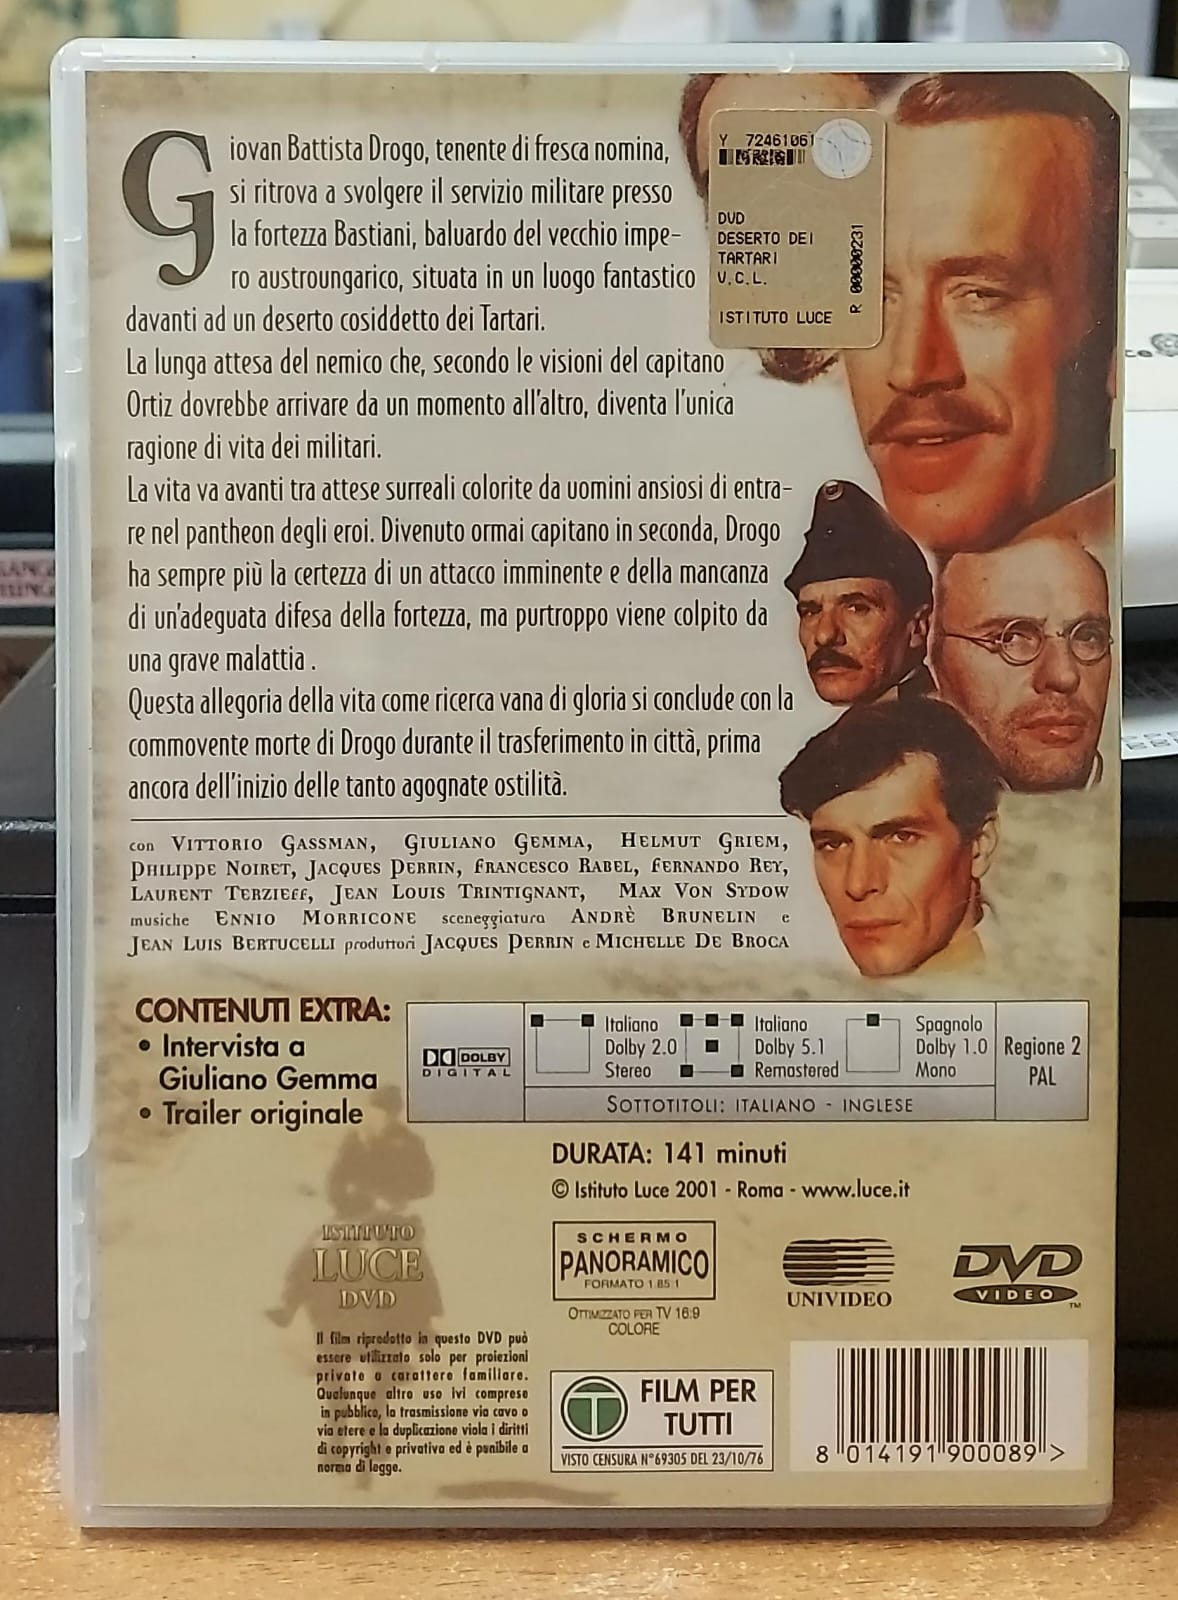 Giovan Battista Drogo, tenente di fresca nomina,
si ritrova a svolgere il servizio militare presso
la fortezza Bastiani, baluardo del vecchio impe-
ro austroungarico, situata in un luogo fantastico
davanti ad un deserto cosiddetto dei Tartari.
La lunga attesa del nemico che, secondo le visioni del capitano
Ortiz dovrebbe arrivare da un momento all'altro, diventa l'unica
ragione di vita dei militari.
La vita va avanti tra attese surreali colorite da uomini ansiosi di entra-
re nel pantheon degli eroi. Divenuto ormai capitano in seconda, Drogo
ha sempre più la certezza di un attacco imminente e della mancanza
di un'adeguata difesa della fortezza, ma purtroppo viene colpito da
una grave malattia .
Questa allegoria della vita come ricerca vana di gloria si conclude con la
commovente morte di Drogo durante il trasferimento in città, prima
ancora dell'inizio delle tanto agognate ostilità.
Y 72461061
DVD
DESERTO DEI
TARTARI
V.C.L.
ISTITUTO LUCE
R 00000231
con VITTORIO GASSMAN, GIULIANO GEMMA, HELMUT GRIEM,
PHILIPPE NOIRET, JACQUES PERRIN, FRANCESCO RABEL, FERNANDO REY,
LAURENT TERZIEFF, JEAN LOUIS TRINTIGNANT, MAX VON SYDOW
musiche ENNIO MORRICONE sceneggiatura ANDRÈ BRUNELIN e
JEAN LUIS BERTUCELLI produttori JACQUES PERRIN e MICHELLE DE BROCA
CONTENUTI EXTRA:
• Intervista a
Giuliano Gemma
• Trailer originale
DOLBY
DIGITAL
Italiano
Dolby 2.0
Stereo
Italiano
Dolby 5.1
Remastered
Spagnolo
Dolby 1.0
Mono
Regione 2
PAL
SOTTOTITOLI: ITALIANO - INGLESE
DURATA: 141 minuti
© Istituto Luce 2001 - Roma - www.luce.it
ISTITUTO
LUCE
DVD
SCHERMO
PANORAMICO
FORMATO 1.85:1
OTTIMIZZATO PER TV 16:9
COLORE
UNIVIDEO
DVD
VIDEO
TM
Il film riprodotto in questo DVD può
essere utilizzato solo per proiezioni
private a carattere familiare.
Qualunque altro uso ivi comprese
in pubblico, la trasmissione via cavo o
via etere e la duplicazione viola i diritti
di copyright e privativa ed è punibile a
norma di legge.
T
FILM PER
TUTTI
VISTO CENSURA N°69305 DEL 23/10/76
8 014191 900089 >